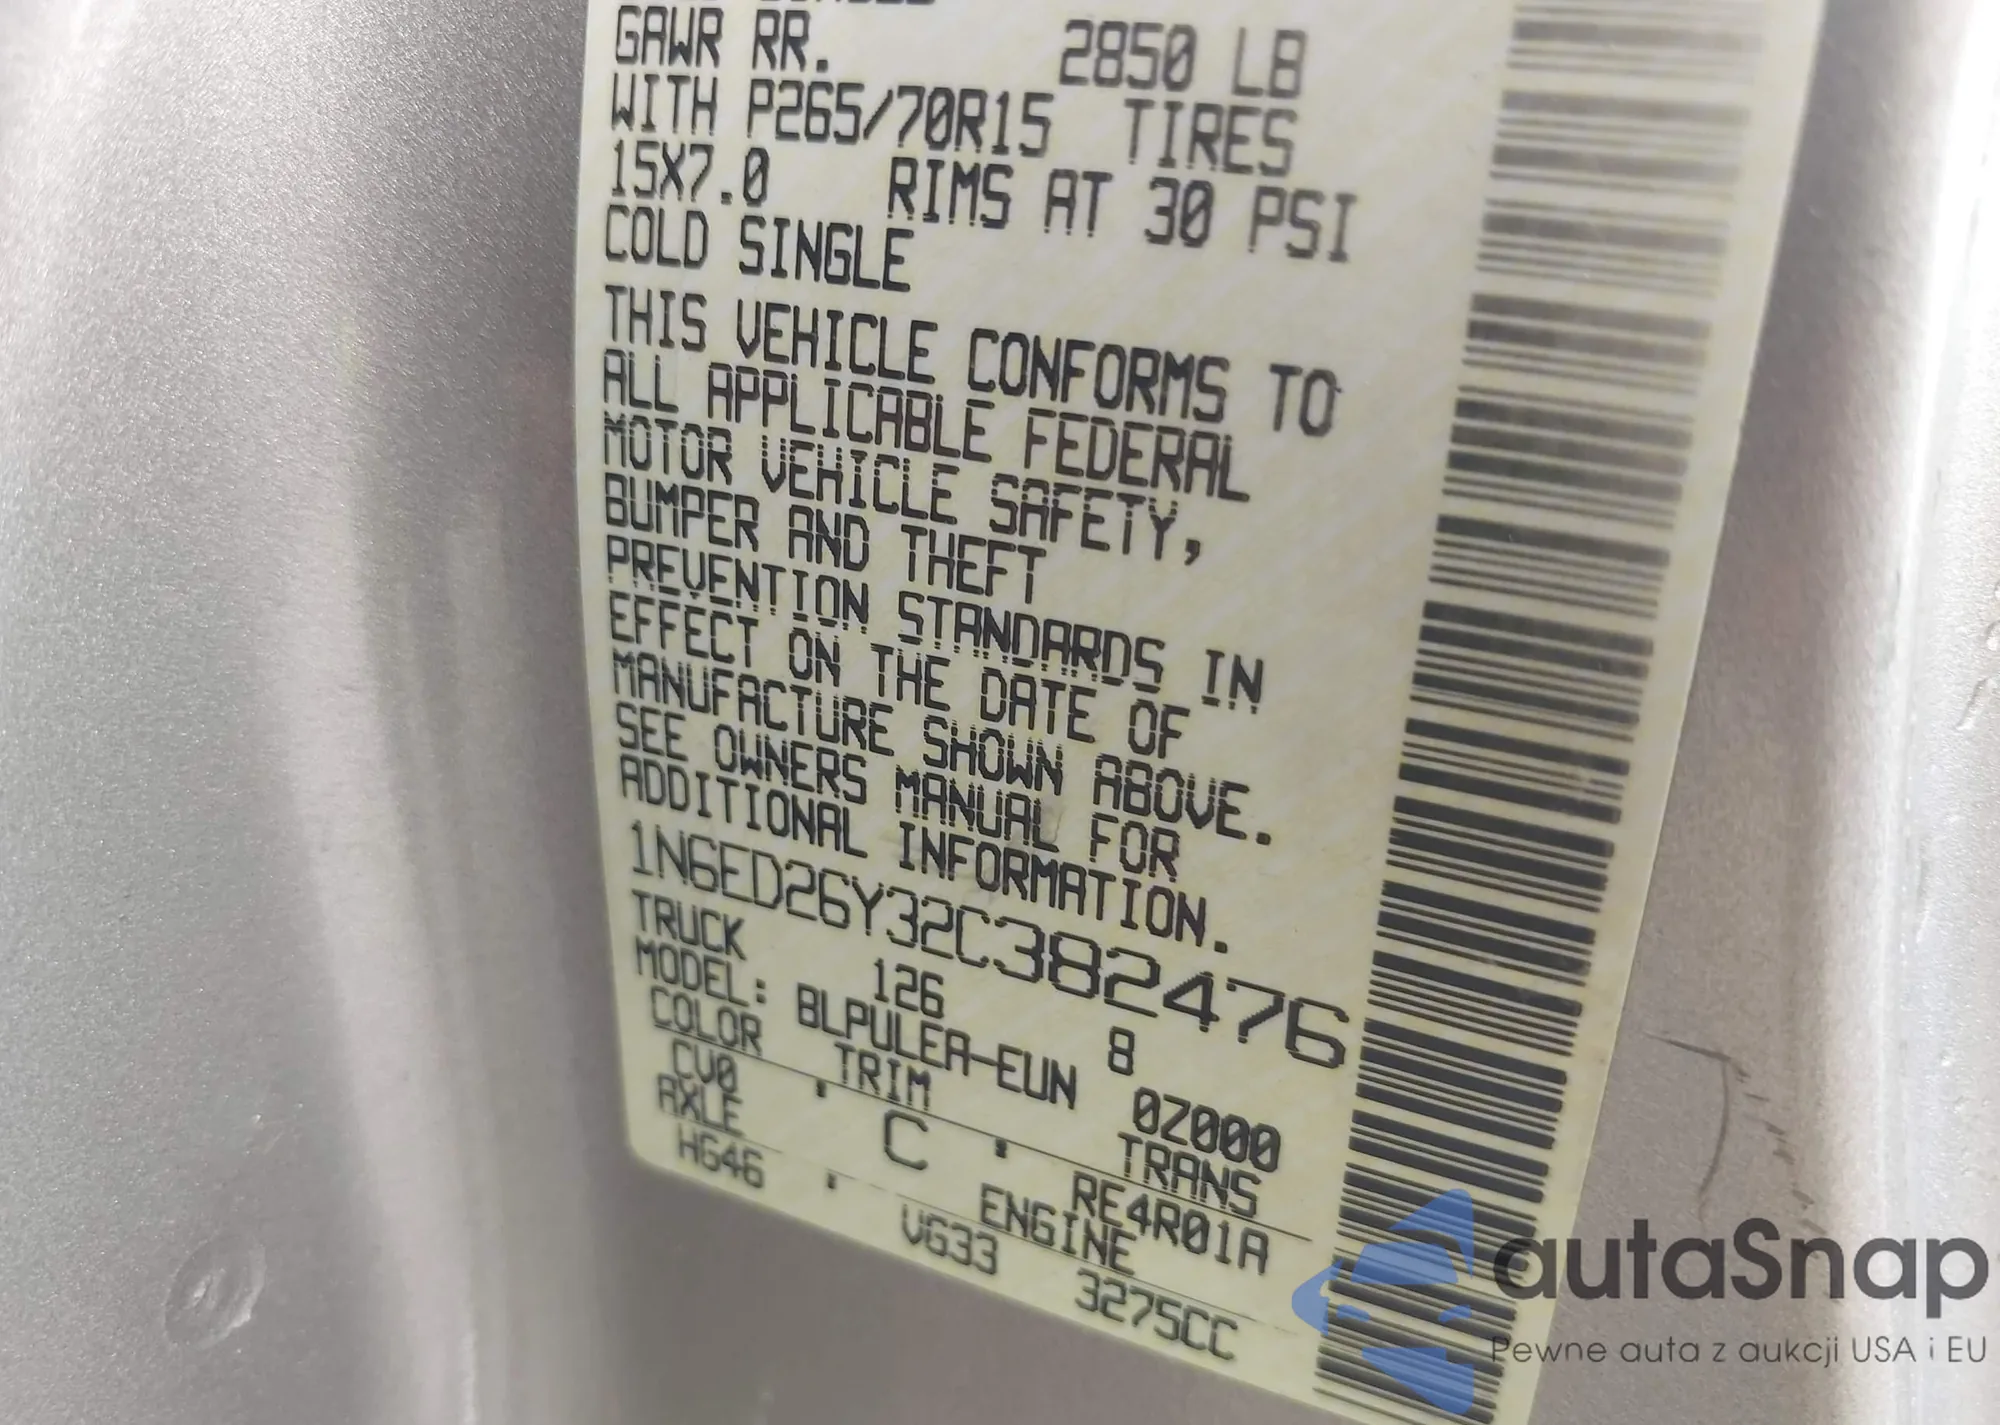 GAWR RR. 2850 LB
WITH P265/70R15 TIRES
15X7.0 RIMS AT 30 PSI
COLD SINGLE
THIS VEHICLE CONFORMS TO
ALL APPLICABLE FEDERAL
MOTOR VEHICLE SAFETY,
BUMPER AND THEFT
PREVENTION STANDARDS IN
EFFECT ON THE DATE OF
MANUFACTURE SHOWN ABOVE.
SEE OWNERS MANUAL FOR
ADDITIONAL INFORMATION.
1N6ED26Y32C382476
TRUCK 126 8
MODEL: BLPULEA-EUN 0Z000
COLOR TRIM TRANS
CV0 C RE4R01A
AXLE ENGINE
HG46 VG33 3275CC
autaSnap
Pewne auta z aukcji USA i EU